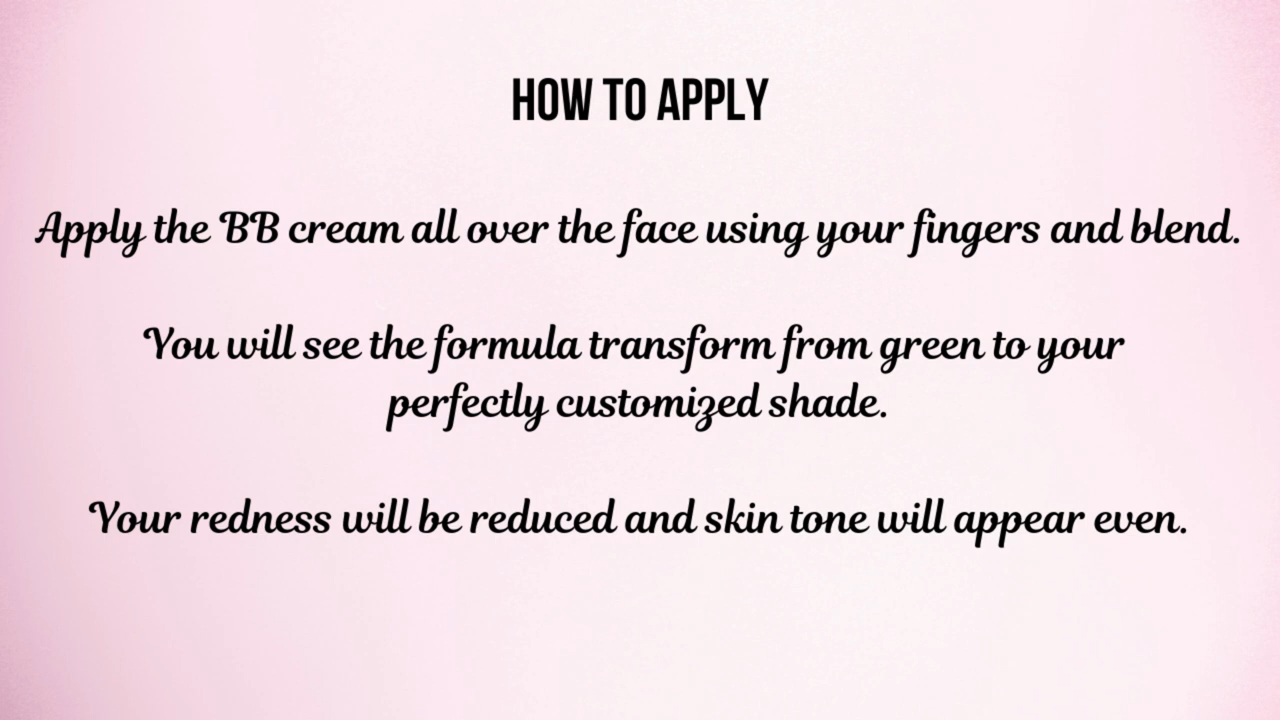 HOW TO APPLY
Apply the BB cream all over the face using your fingers and blend.
You will see the formula transform from green to your
perfectly customized shade.
Your redness will be reduced and skin tone will appear even.